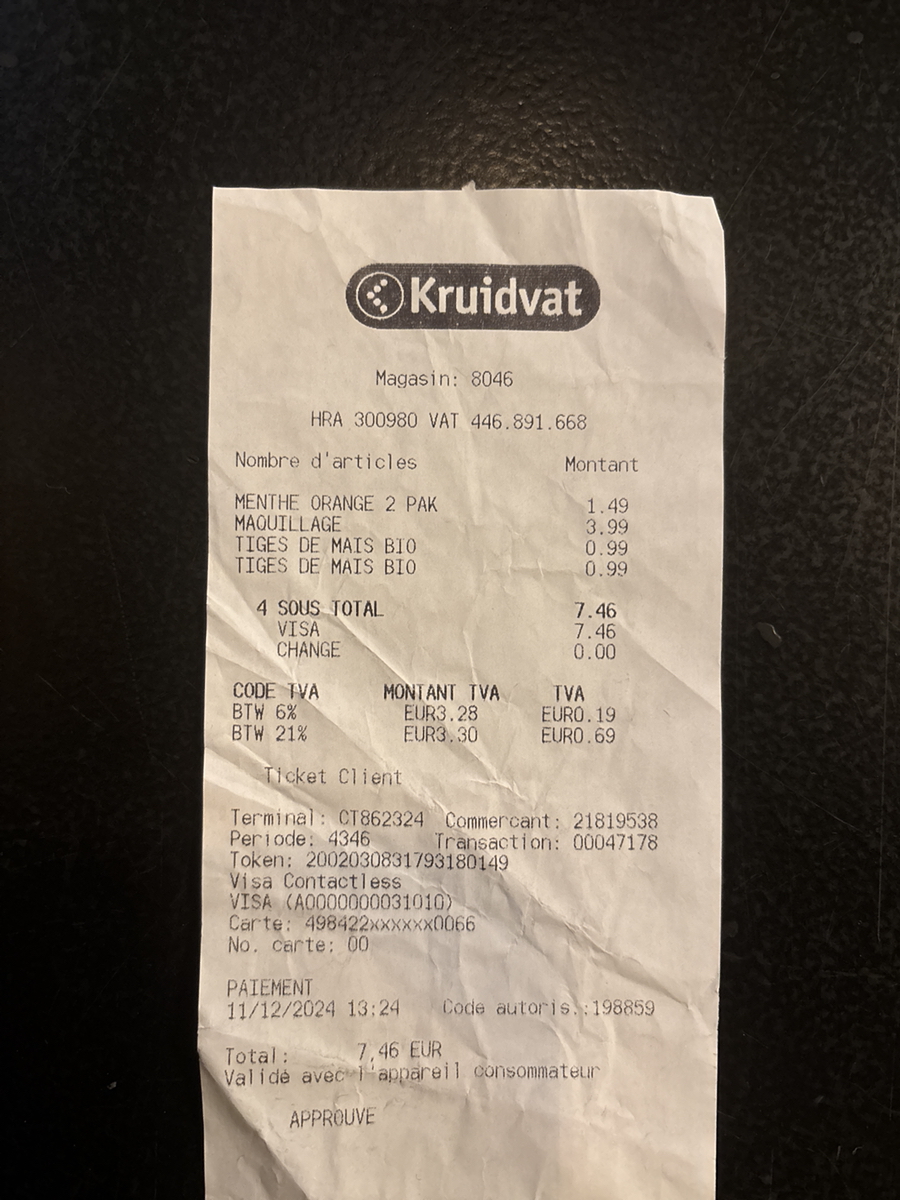 Kruidvat
Magasin: 8046
HRA 300980 VAT 446.891.668
Nombre d'articles Montant
MENTHE ORANGE 2 PAK 1.49
MAQUILLAGE 3.99
TIGES DE MAIS BIO 0.99
TIGES DE MAIS BIO 0.99
4 SOUS TOTAL 7.46
VISA 7.46
CHANGE 0.00
CODE TVA MONTANT TVA TVA
BTW 6% EUR3.28 EUR0.19
BTW 21% EUR3.30 EUR0.69
Ticket Client
Terminal: CT862324 Commercant: 21819538
Periode: 4346 Transaction: 00047178
Token: 2002030831793180149
Visa Contactless
VISA (A0000000031010)
Carte: 498422xxxxxx0066
No. carte: 00
PAIEMENT
11/12/2024 13:24 Code autoris.:198859
Total: 7,46 EUR
Validé avec l'appareil consommateur
APPROUVE